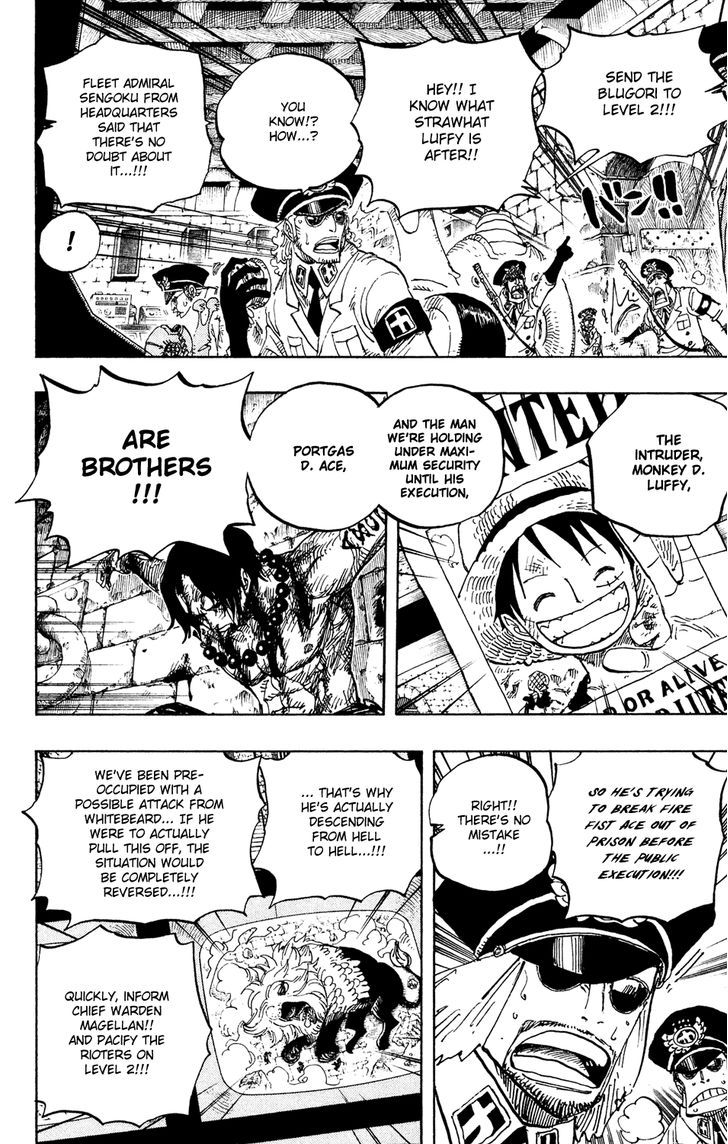 SEND THE
BLUGORI TO
LEVEL 2!!!
HEY!! I
KNOW WHAT
STRAWHAT
LUFFY IS
AFTER!!
YOU
KNOW!?
HOW...?
FLEET ADMIRAL
SENGOKU FROM
HEADQUARTERS
SAID THAT
THERE'S NO
DOUBT ABOUT
IT...!!!
!
バーン!!
THE
INTRUDER,
MONKEY D.
LUFFY,
AND THE MAN
WE'RE HOLDING
UNDER MAXI-
MUM SECURITY
UNTIL HIS
EXECUTION,
PORTGAS
D. ACE,
ARE
BROTHERS
!!!
OR ALIVE
SO HE'S TRYING
TO BREAK FIRE
FIST ACE OUT OF
PRISON BEFORE
THE PUBLIC
EXECUTION!!!
RIGHT!!
THERE'S NO
MISTAKE
...!!
... THAT'S WHY
HE'S ACTUALLY
DESCENDING
FROM HELL
TO HELL...!!!
WE'VE BEEN PRE-
OCCUPIED WITH A
POSSIBLE ATTACK FROM
WHITEBEARD... IF HE
WERE TO ACTUALLY
PULL THIS OFF, THE
SITUATION WOULD
BE COMPLETELY
REVERSED...!!!
QUICKLY, INFORM
CHIEF WARDEN
MAGELLAN!!
AND PACIFY THE
RIOTERS ON
LEVEL 2!!!